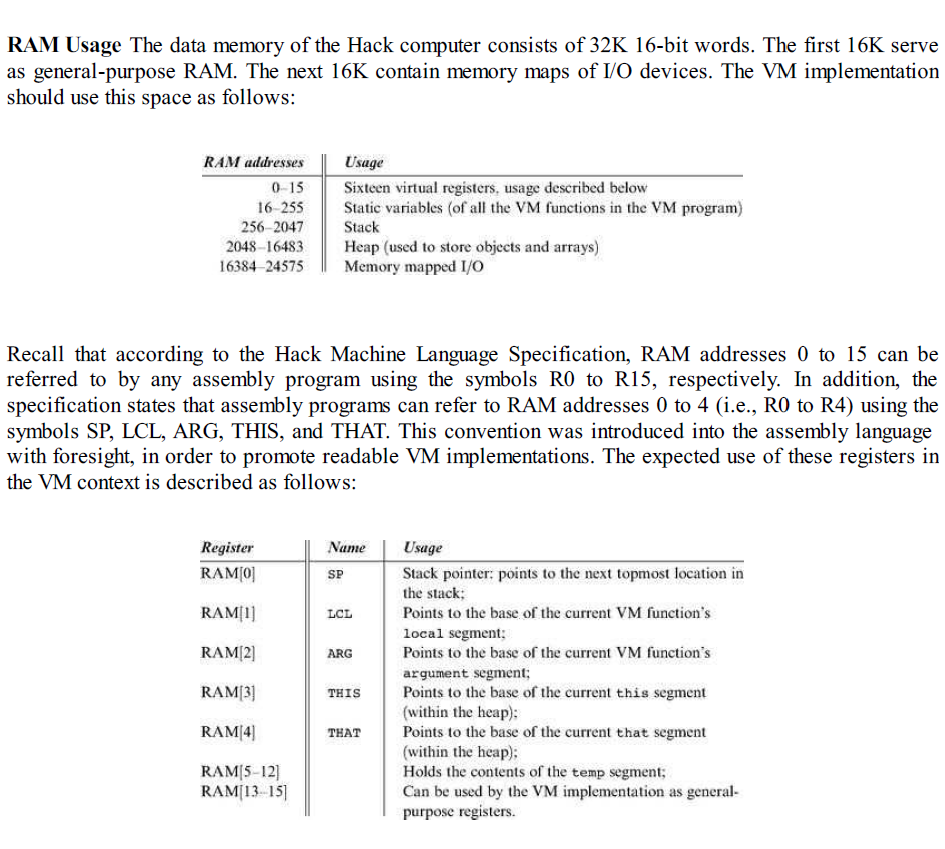 RAM Usage The data memory of the Hack computer consists of 32K 16-bit words. The first 16K serve
as general-purpose RAM. The next 16K contain memory maps of I/O devices. The VM implementation
should use this space as follows:
RAM addresses Usage
0–15 Sixteen virtual registers, usage described below
16–255 Static variables (of all the VM functions in the VM program)
256–2047 Stack
2048–16483 Heap (used to store objects and arrays)
16384–24575 Memory mapped I/O
Recall that according to the Hack Machine Language Specification, RAM addresses 0 to 15 can be
referred to by any assembly program using the symbols R0 to R15, respectively. In addition, the
specification states that assembly programs can refer to RAM addresses 0 to 4 (i.e., R0 to R4) using the
symbols SP, LCL, ARG, THIS, and THAT. This convention was introduced into the assembly language
with foresight, in order to promote readable VM implementations. The expected use of these registers in
the VM context is described as follows:
Register Name Usage
RAM[0] SP Stack pointer: points to the next topmost location in
the stack;
RAM[1] LCL Points to the base of the current VM function's
local segment;
RAM[2] ARG Points to the base of the current VM function's
argument segment;
RAM[3] THIS Points to the base of the current this segment
(within the heap);
RAM[4] THAT Points to the base of the current that segment
(within the heap);
RAM[5–12] Holds the contents of the temp segment;
RAM[13–15] Can be used by the VM implementation as general-
purpose registers.